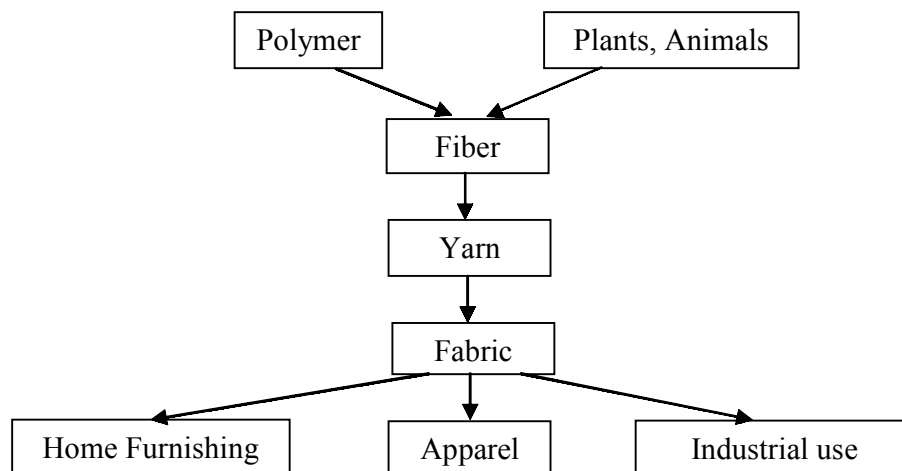 Polymer
Plants, Animals
Fiber
Yarn
Fabric
Home Furnishing
Apparel
Industrial use